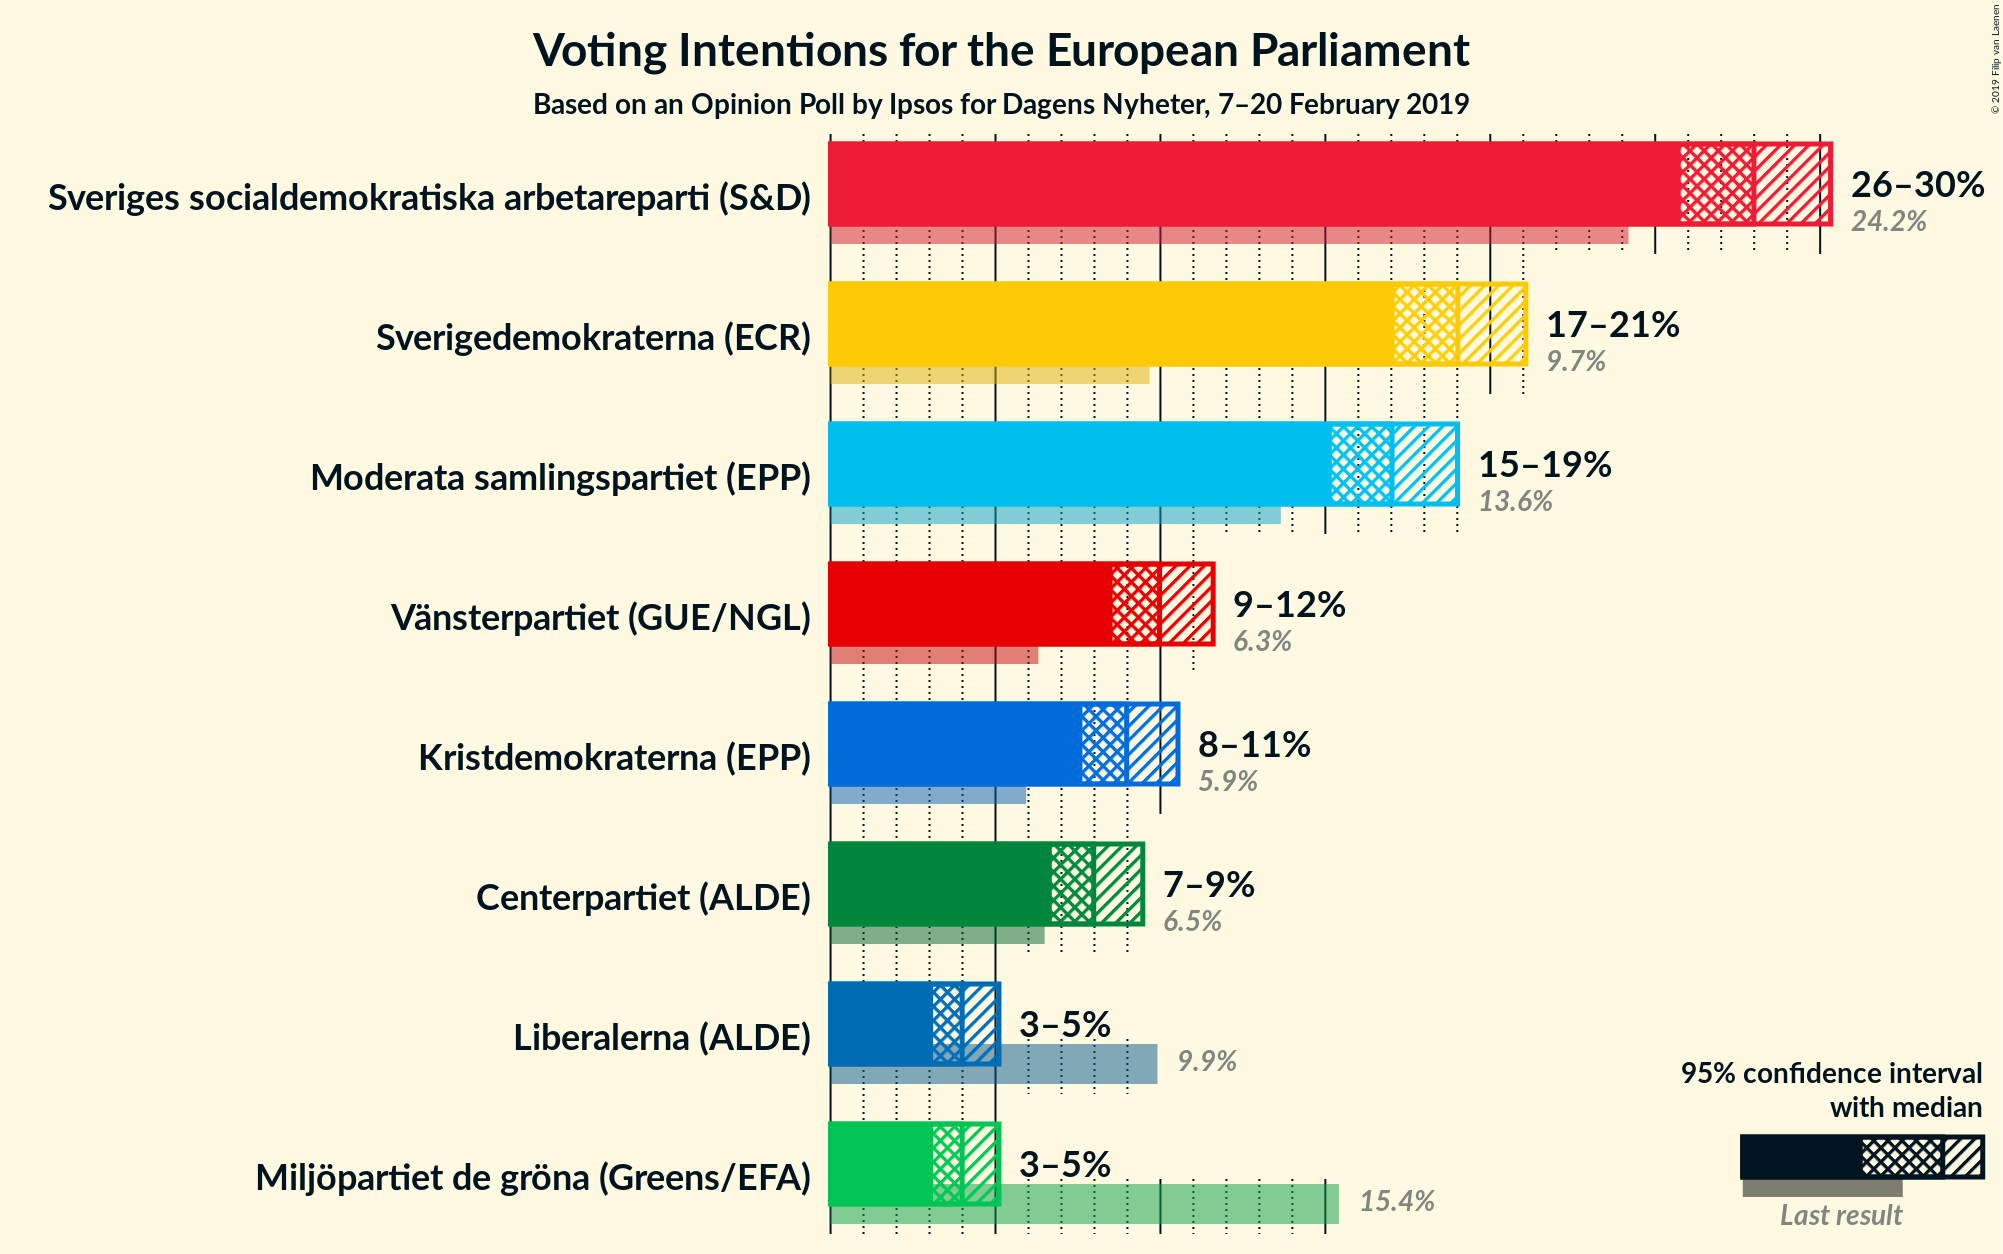 Voting Intentions for the European Parliament
Based on an Opinion Poll by Ipsos for Dagens Nyheter, 7–20 February 2019
© 2019 Filip van Laenen
Sveriges socialdemokratiska arbetareparti (S&D)
26–30%
24.2%
Sverigedemokraterna (ECR)
17–21%
9.7%
Moderata samlingspartiet (EPP)
15–19%
13.6%
Vänsterpartiet (GUE/NGL)
9–12%
6.3%
Kristdemokraterna (EPP)
8–11%
5.9%
Centerpartiet (ALDE)
7–9%
6.5%
Liberalerna (ALDE)
3–5%
9.9%
Miljöpartiet de gröna (Greens/EFA)
3–5%
15.4%
95% confidence interval
with median
Last result